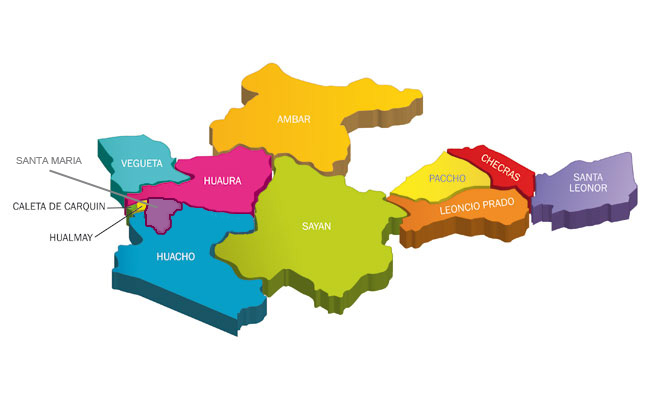 AMBAR
VEGUETA
SANTA MARIA
HUAURA
CHECRAS
PACCHO
SANTA
LEONOR
CALETA DE CARQUIN
LEONCIO PRADO
HUALMAY
SAYAN
HUACHO